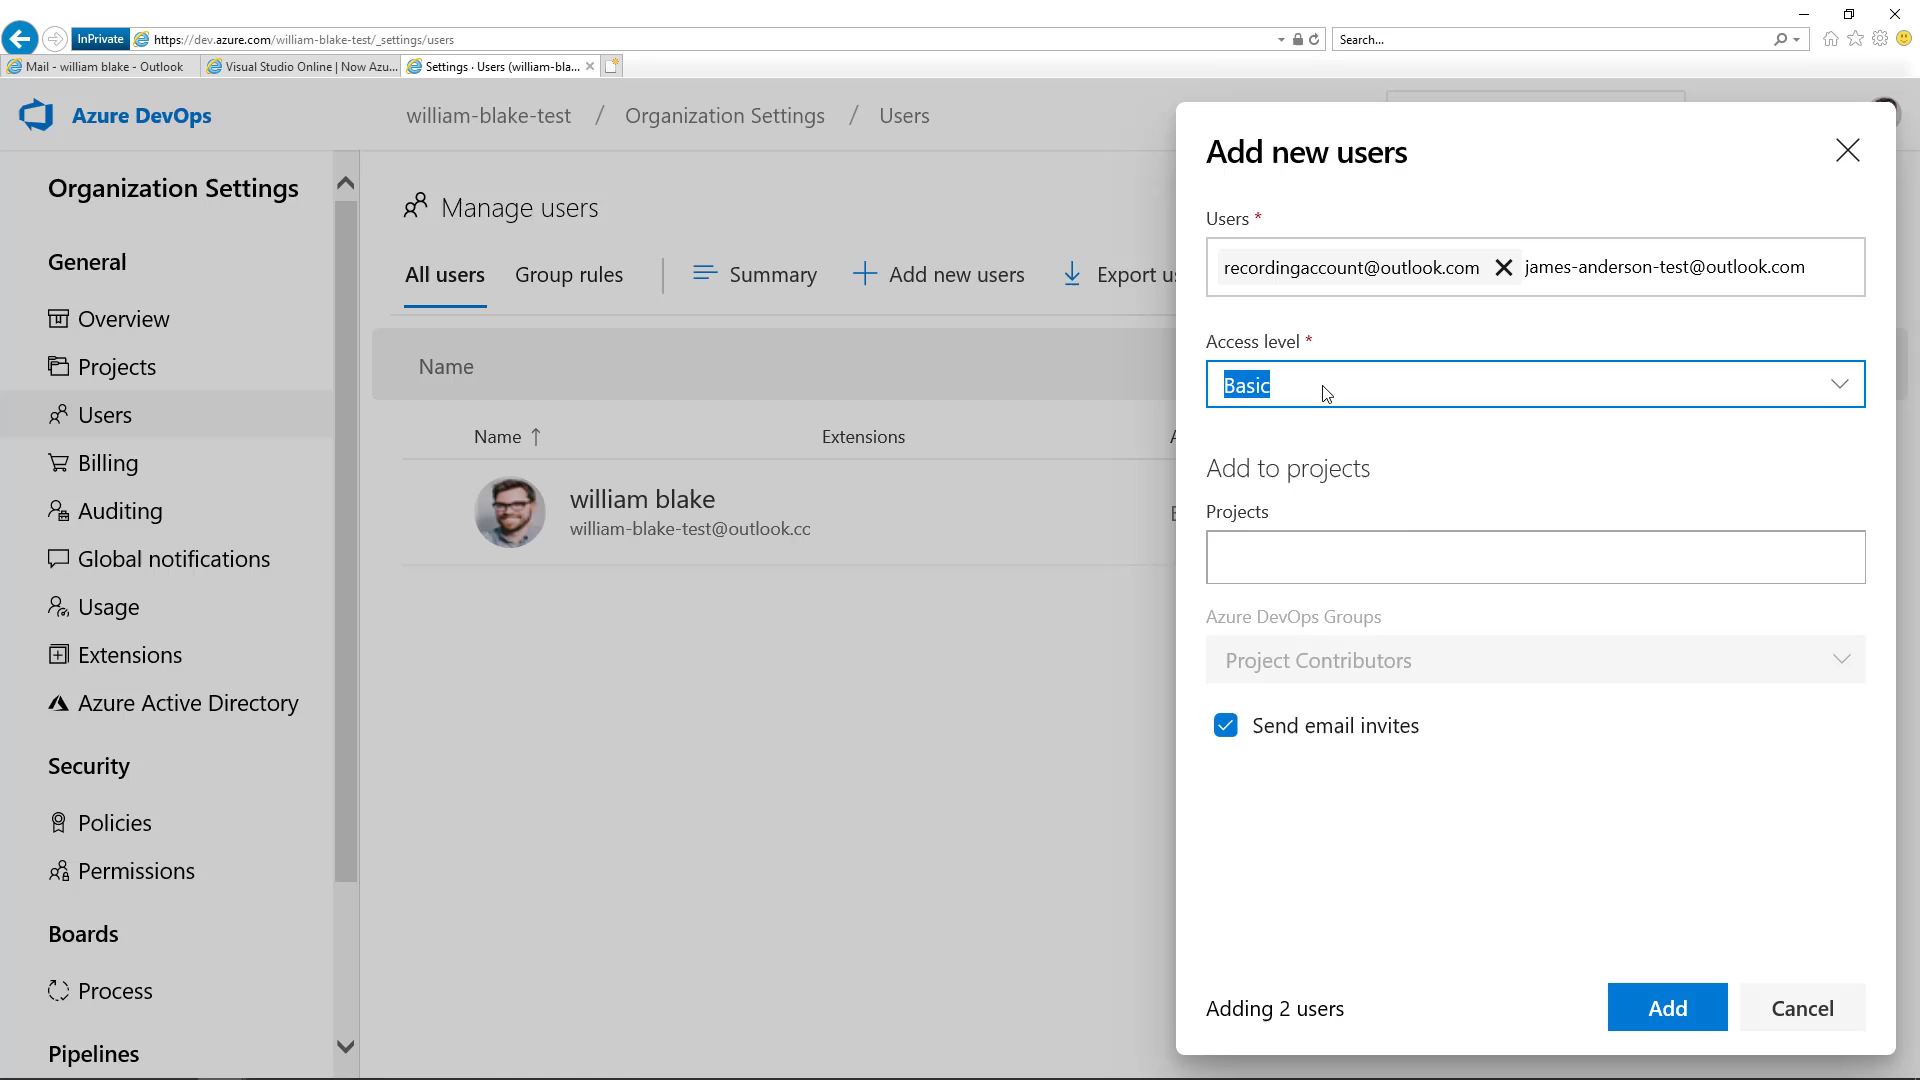 InPrivate
https://dev.azure.com/william-blake-test/_settings/users
Search...
Mail - william blake - Outlook
Visual Studio Online | Now Azu...
Settings · Users (william-bla...
Azure DevOps
william-blake-test / Organization Settings / Users
Organization Settings
General
Overview
Projects
Users
Billing
Auditing
Global notifications
Usage
Extensions
Azure Active Directory
Security
Policies
Permissions
Boards
Process
Pipelines
Manage users
All users
Group rules
Summary
Add new users
Export us
Name
Name
Extensions
william blake
william-blake-test@outlook.cc
Add new users
Users *
recordingaccount@outlook.com
james-anderson-test@outlook.com
Access level *
Basic
Add to projects
Projects
Azure DevOps Groups
Project Contributors
Send email invites
Adding 2 users
Add
Cancel